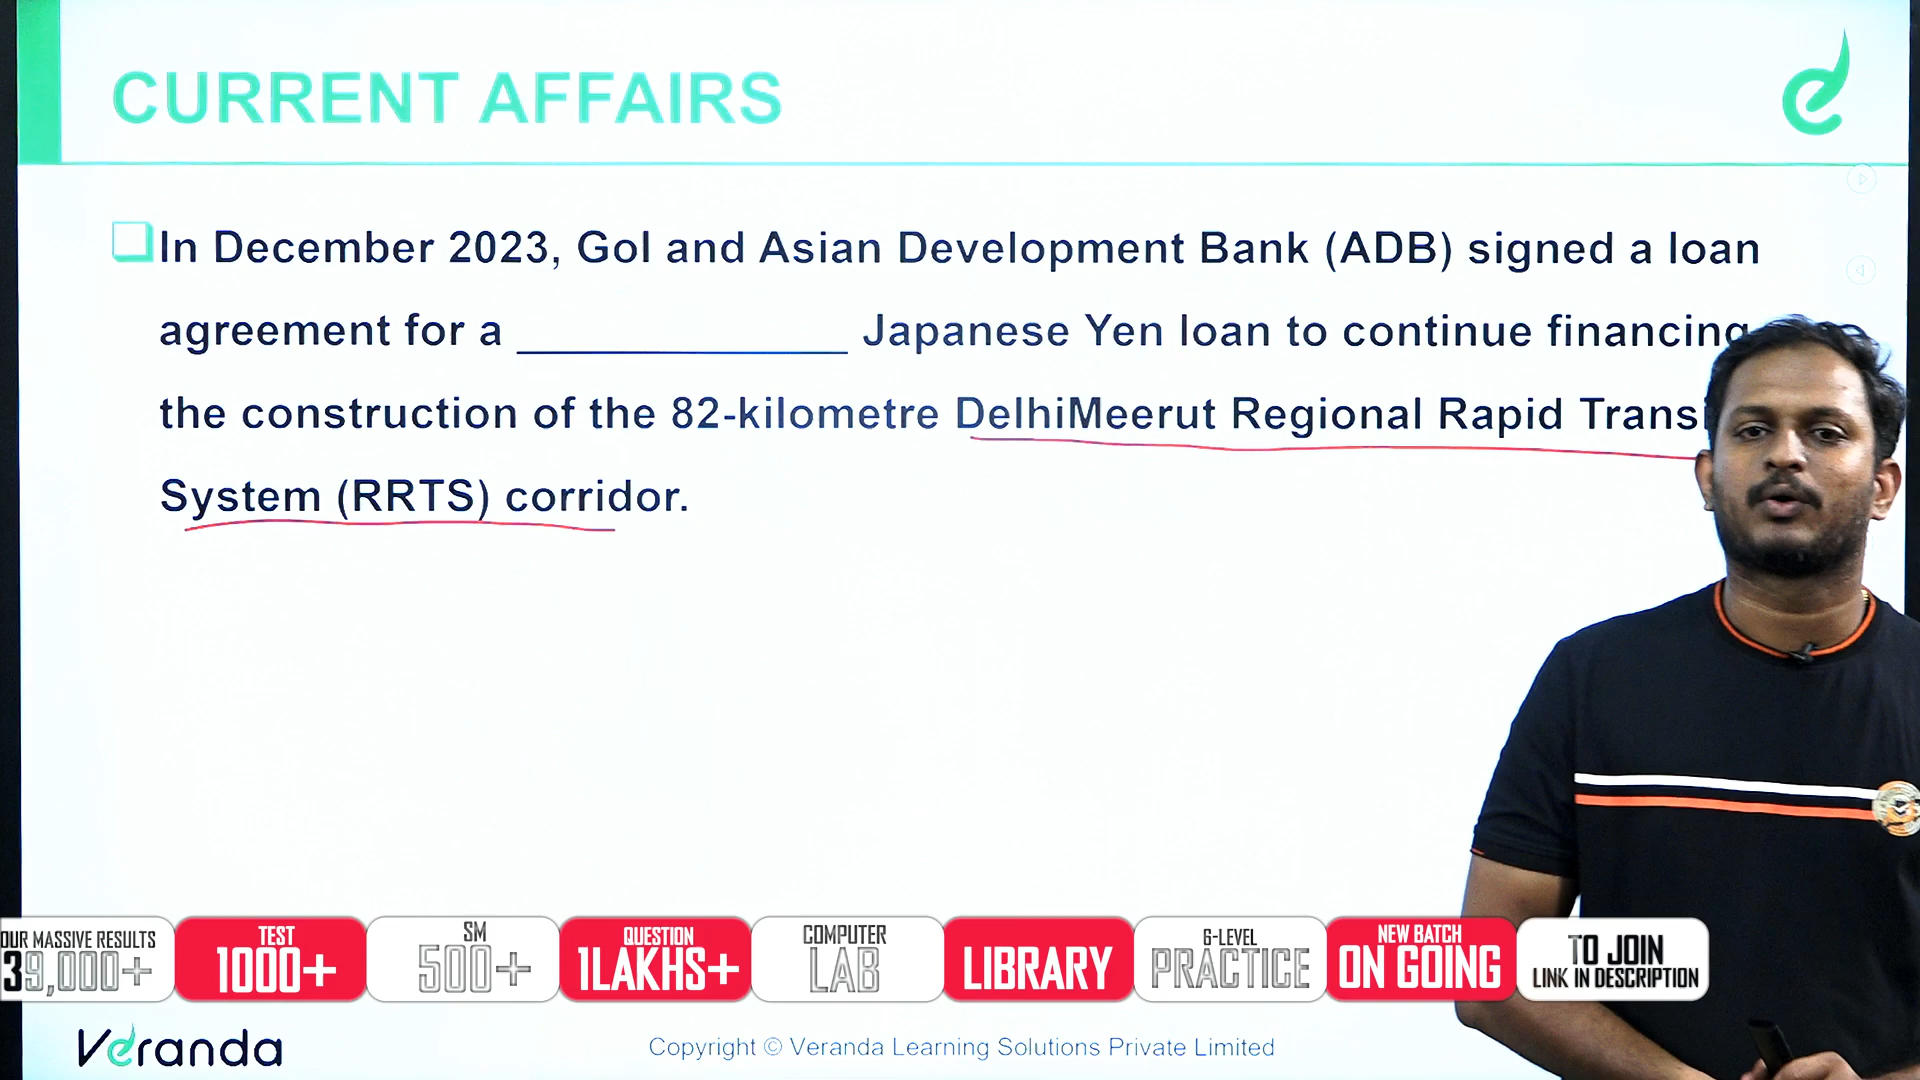 CURRENT AFFAIRS
In December 2023, GoI and Asian Development Bank (ADB) signed a loan
agreement for a ______________ Japanese Yen loan to continue financing
the construction of the 82-kilometre DelhiMeerut Regional Rapid Transi
System (RRTS) corridor.
OUR MASSIVE RESULTS
39,000+
TEST
1000+
SM
500+
QUESTION
1LAKHS+
COMPUTER
LAB
LIBRARY
6-LEVEL
PRACTICE
NEW BATCH
ON GOING
TO JOIN
LINK IN DESCRIPTION
Veranda
Copyright © Veranda Learning Solutions Private Limited